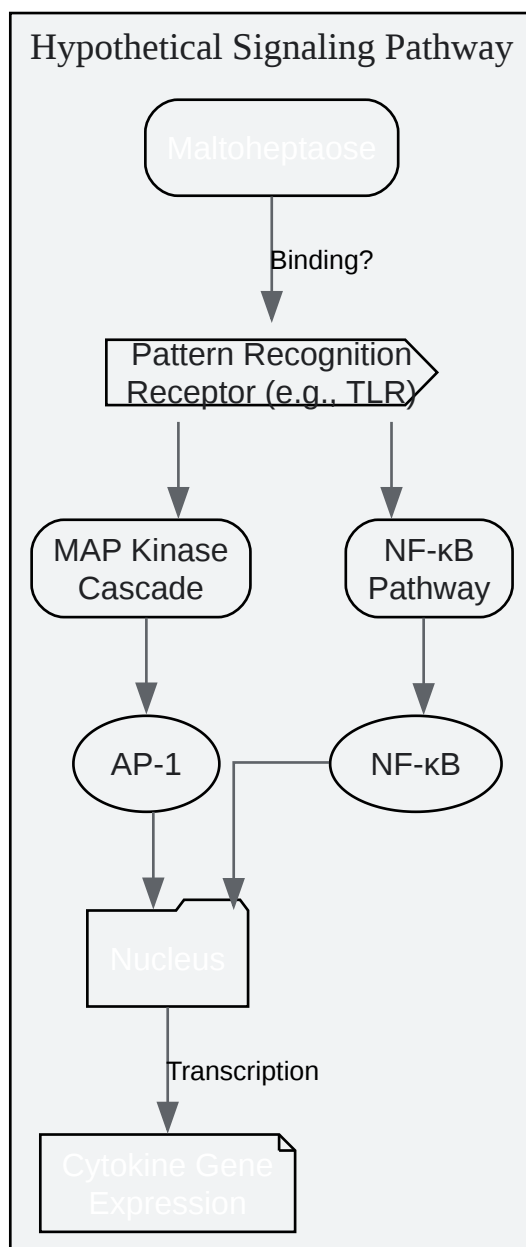 Hypothetical Signaling Pathway
Maltoheptaose
Binding?
Pattern Recognition
Receptor (e.g., TLR)
MAP Kinase
Cascade
NF-κB
Pathway
AP-1
NF-κB
Nucleus
Transcription
Cytokine Gene
Expression